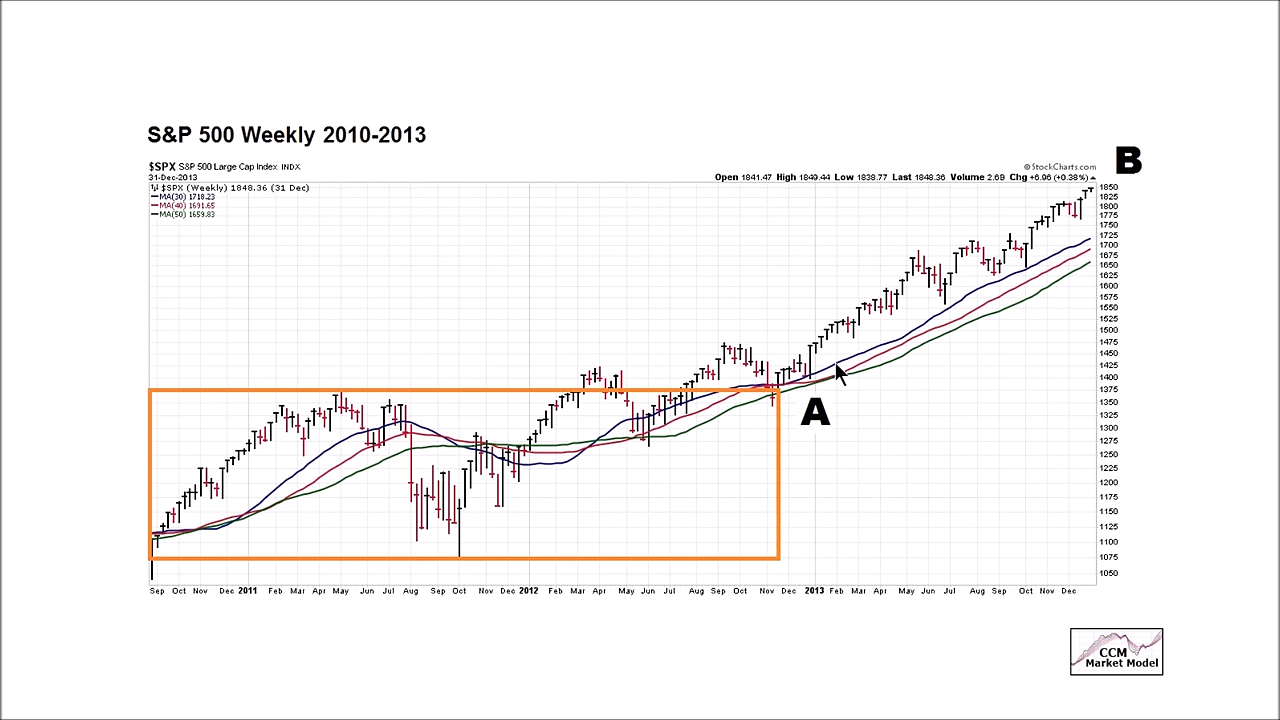 S&P 500 Weekly 2010-2013
B
$SPX S&P 500 Large Cap Index INDX
© StockCharts.com
31-Dec-2013
Open 1841.47 High 1849.44 Low 1838.77 Last 1848.36 Volume 2.6B Chg +6.96 (+0.38%)
$SPX (Weekly) 1848.36 (31 Dec)
MA(30) 1718.23
MA(40) 1691.65
MA(50) 1659.83
1850
1825
1800
1775
1750
1725
1700
1675
1650
1625
1600
1575
1550
1525
1500
1475
1450
1425
1400
1375
1350
1325
1300
1275
1250
1225
1200
1175
1150
1125
1100
1075
1050
A
Sep Oct Nov Dec 2011 Feb Mar Apr May Jun Jul Aug Sep Oct Nov Dec 2012 Feb Mar Apr May Jun Jul Aug Sep Oct Nov Dec 2013 Feb Mar Apr May Jun Jul Aug Sep Oct Nov Dec
CCM
Market Model